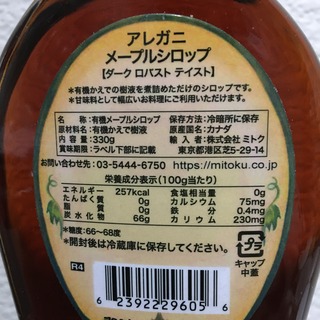 アレガニ
メープルシロップ
【ダーク ロバスト テイスト】
*有機かえでの樹液を煮詰めただけのシロップです。
*甘味料として幅広いお料理にご利用いただけます。
名 称：有機メープルシロップ 保存方法：冷暗所に保存
原材料名：有機かえで樹液 原産国名：カナダ
内 容 量：330g 輸 入 者：株式会社 ミトク
賞味期限：ラベル下部に記載 東京都港区芝5-29-14
お問い合わせ先：03-5444-6750 https://mitoku.co.jp
栄養成分表示（100g当たり）
エネルギー 257kcal 食塩相当量 0g
たんぱく質 0g カルシウム 75mg
脂 質 0g 鉄 分 0.4mg
炭 水 化 物 66g カ リ ウ ム 230mg
*糖度：66〜68度
*開封後は冷蔵庫に保存してください。
R4
プラ
キャップ
中蓋
6 23922 29605 6